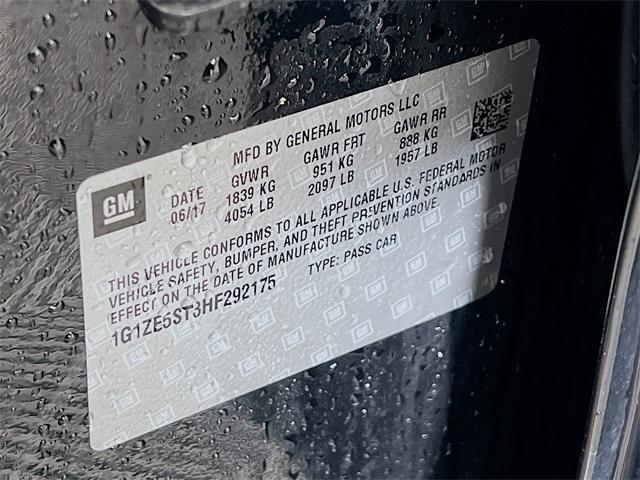 GM
MFD BY GENERAL MOTORS LLC
DATE GVWR GAWR FRT GAWR RR
06/17 1839 KG 951 KG 888 KG
4054 LB 2097 LB 1957 LB
THIS VEHICLE CONFORMS TO ALL APPLICABLE U.S. FEDERAL MOTOR
VEHICLE SAFETY, BUMPER, AND THEFT PREVENTION STANDARDS IN
EFFECT ON THE DATE OF MANUFACTURE SHOWN ABOVE.
1G1ZE5ST3HF292175 TYPE: PASS CAR